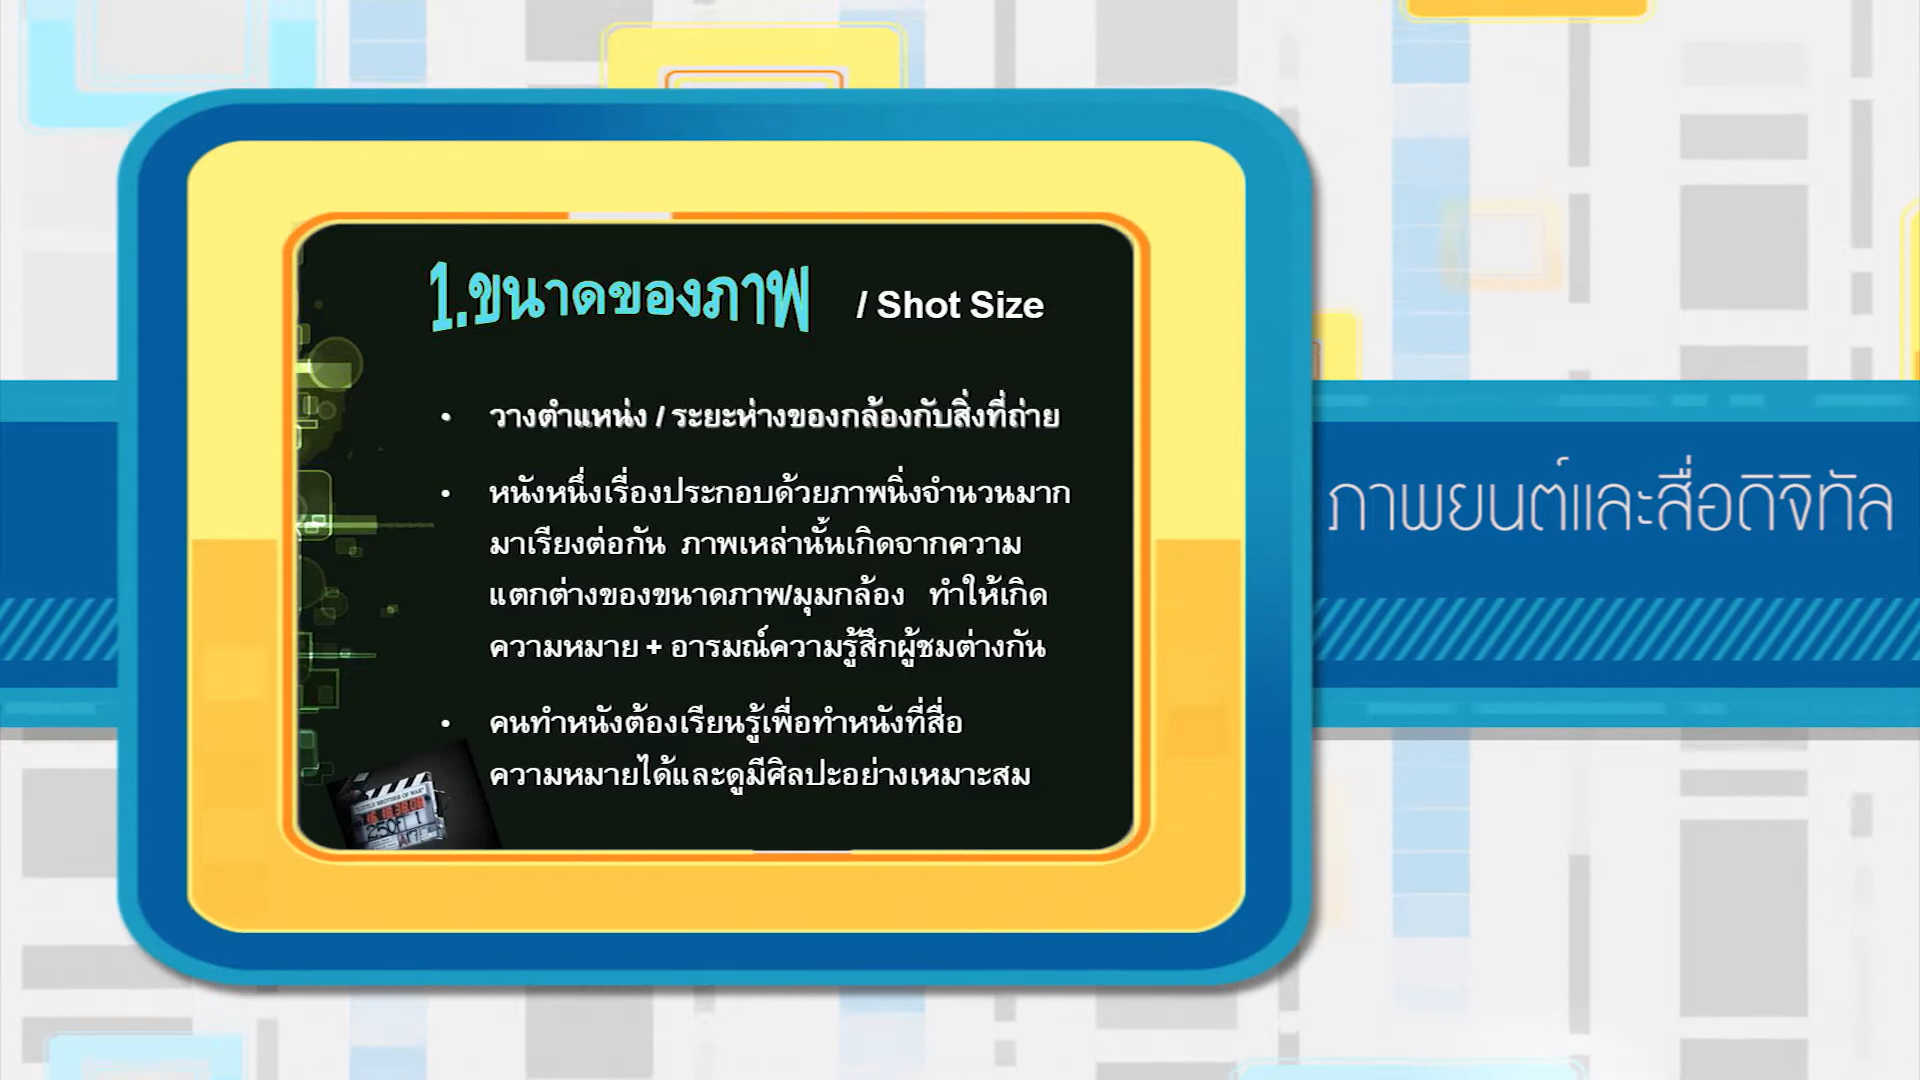 1.ขนาดของภาพ / Shot Size
• วางตำแหน่ง / ระยะห่างของกล้องกับสิ่งที่ถ่าย
• หนังหนึ่งเรื่องประกอบด้วยภาพนิ่งจำนวนมาก
มาเรียงต่อกัน ภาพเหล่านั้นเกิดจากความ
แตกต่างของขนาดภาพ/มุมกล้อง ทำให้เกิด
ความหมาย + อารมณ์ความรู้สึกผู้ชมต่างกัน
• คนทำหนังต้องเรียนรู้เพื่อทำหนังที่สื่อ
ความหมายได้และดูมีศิลปะอย่างเหมาะสม
ภาพยนต์และสื่อดิจิทัล